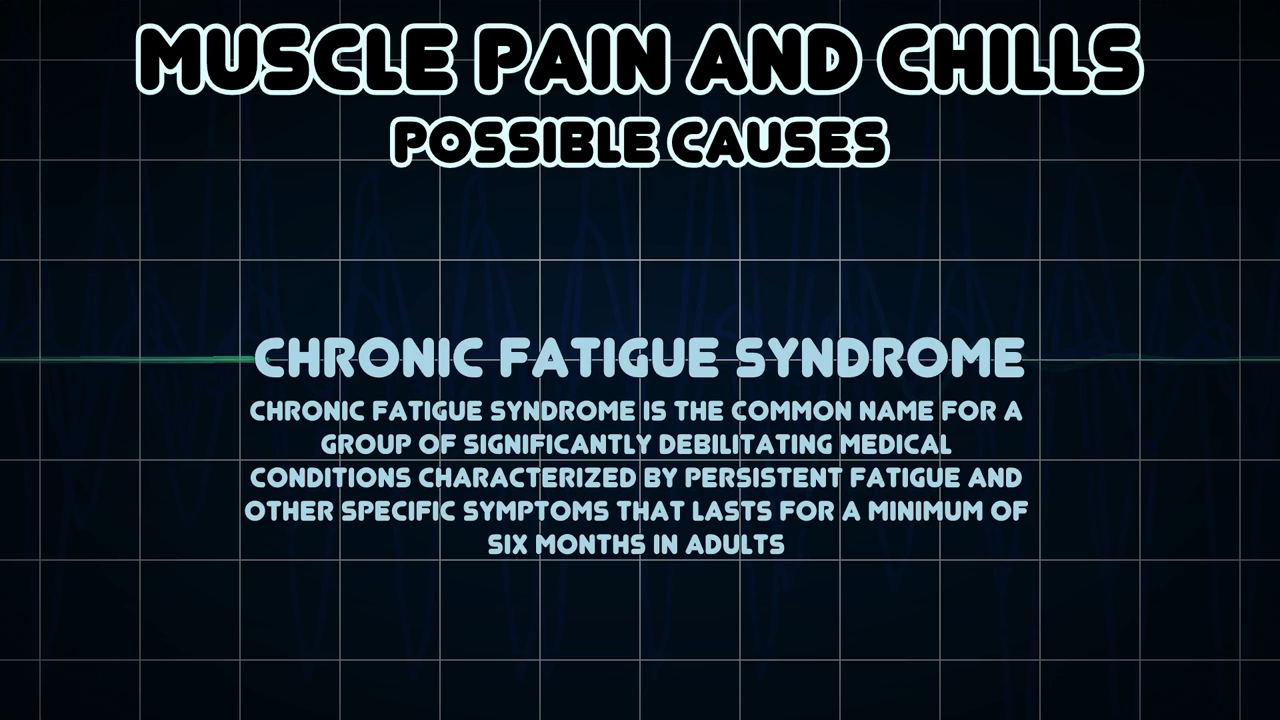 MUSCLE PAIN AND CHILLS
POSSIBLE CAUSES
CHRONIC FATIGUE SYNDROME
CHRONIC FATIGUE SYNDROME IS THE COMMON NAME FOR A
GROUP OF SIGNIFICANTLY DEBILITATING MEDICAL
CONDITIONS CHARACTERIZED BY PERSISTENT FATIGUE AND
OTHER SPECIFIC SYMPTOMS THAT LASTS FOR A MINIMUM OF
SIX MONTHS IN ADULTS